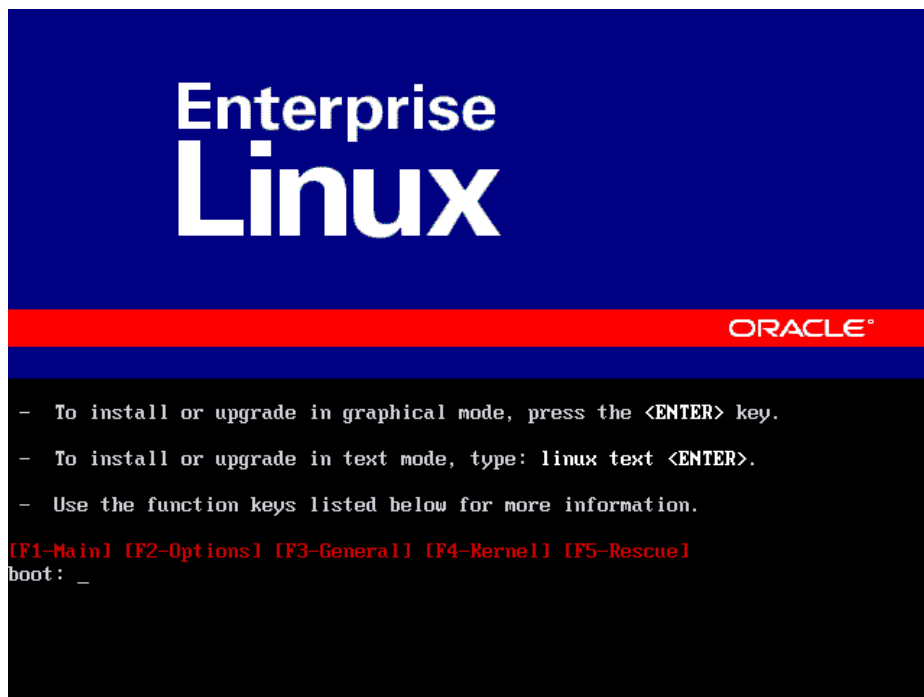 Enterprise
Linux
ORACLE
- To install or upgrade in graphical mode, press the <ENTER> key.
- To install or upgrade in text mode, type: linux text <ENTER>.
- Use the function keys listed below for more information.
[F1-Main] [F2-Options] [F3-General] [F4-Kernel] [F5-Rescue]
boot: _